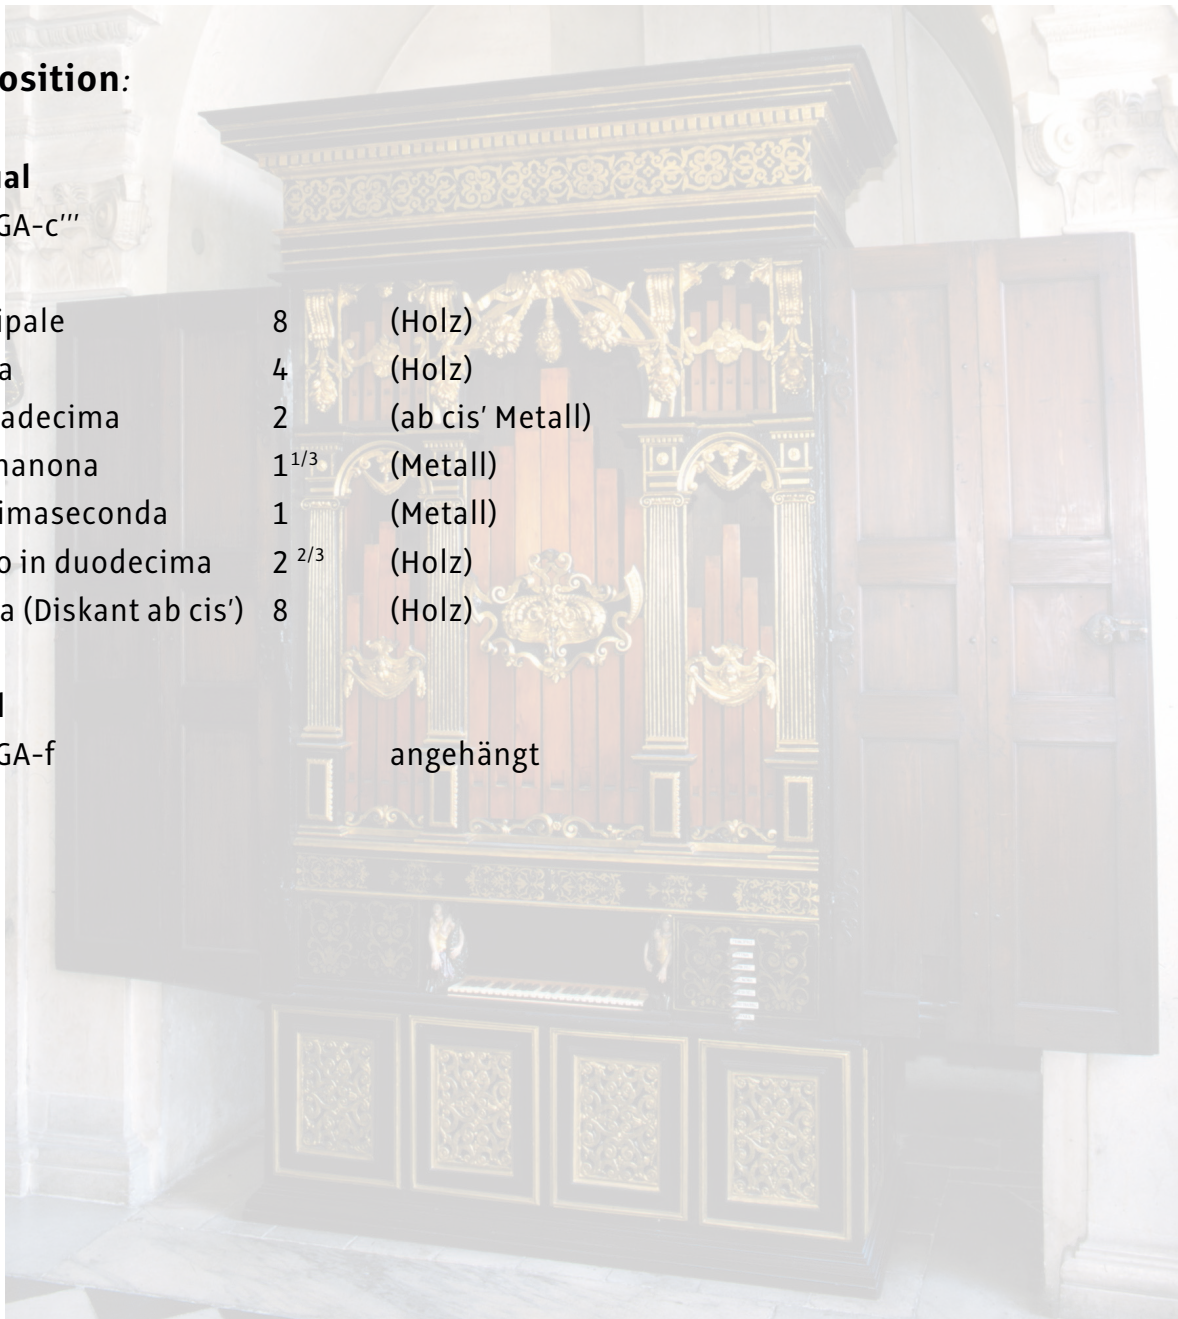 osition:
ual
GA-c'''
ipale 8 (Holz)
a 4 (Holz)
adecima 2 (ab cis' Metall)
nanona 1 1/3 (Metall)
imaseconda 1 (Metall)
o in duodecima 2 2/3 (Holz)
a (Diskant ab cis') 8 (Holz)
l
GA-f angehängt